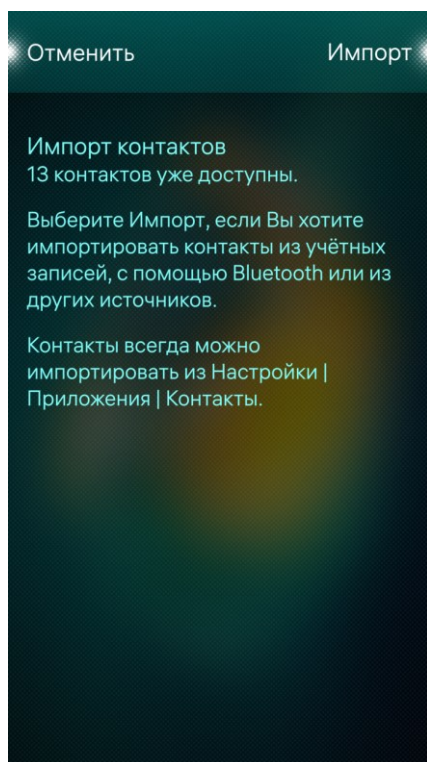 Отменить
Импорт
Импорт контактов
13 контактов уже доступны.
Выберите Импорт, если Вы хотите
импортировать контакты из учётных
записей, с помощью Bluetooth или из
других источников.
Контакты всегда можно
импортировать из Настройки |
Приложения | Контакты.